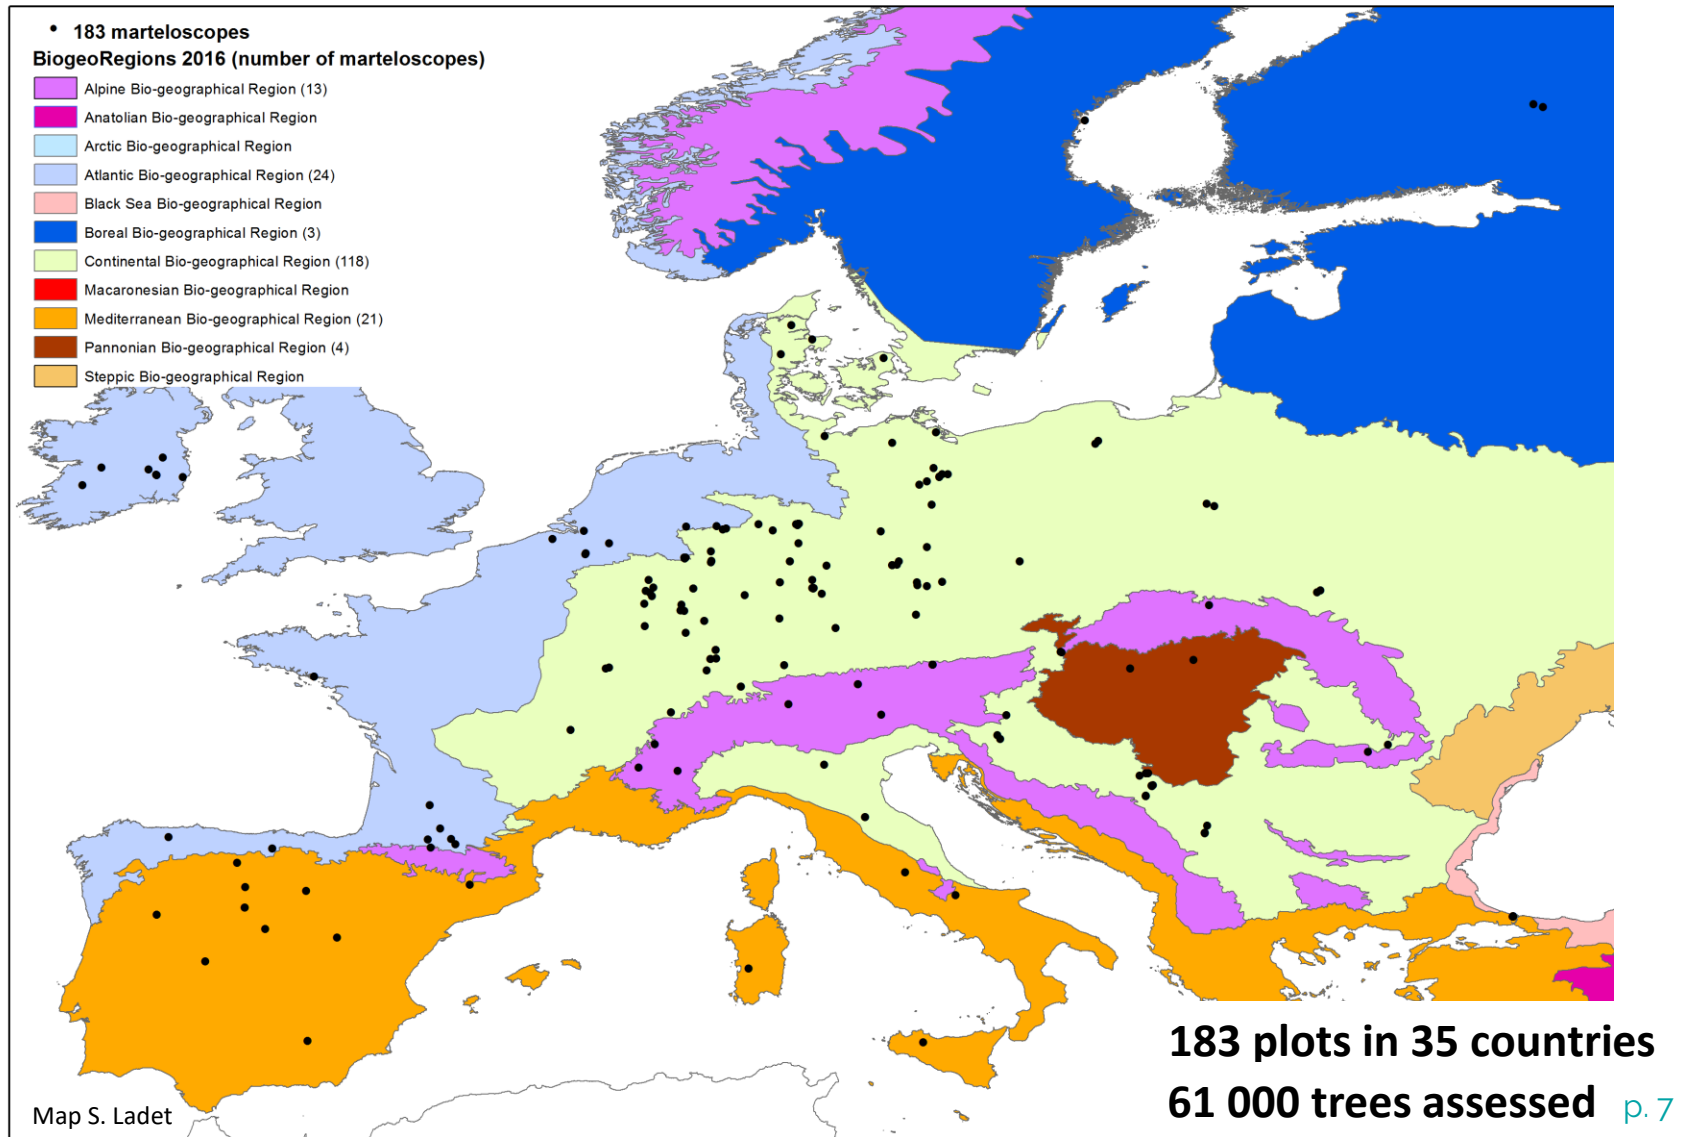 • 183 marteloscopes
BiogeoRegions 2016 (number of marteloscopes)
Alpine Bio-geographical Region (13)
Anatolian Bio-geographical Region
Arctic Bio-geographical Region
Atlantic Bio-geographical Region (24)
Black Sea Bio-geographical Region
Boreal Bio-geographical Region (3)
Continental Bio-geographical Region (118)
Macaronesian Bio-geographical Region
Mediterranean Bio-geographical Region (21)
Pannonian Bio-geographical Region (4)
Steppic Bio-geographical Region
183 plots in 35 countries
61 000 trees assessed p. 7
Map S. Ladet